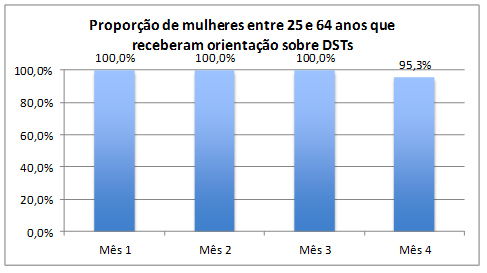 Proporção de mulheres entre 25 e 64 anos que
receberam orientação sobre DSTs
100,0% 100,0% 100,0% 95,3%
100,0%
80,0%
60,0%
40,0%
20,0%
0,0%
Mês 1 Mês 2 Mês 3 Mês 4